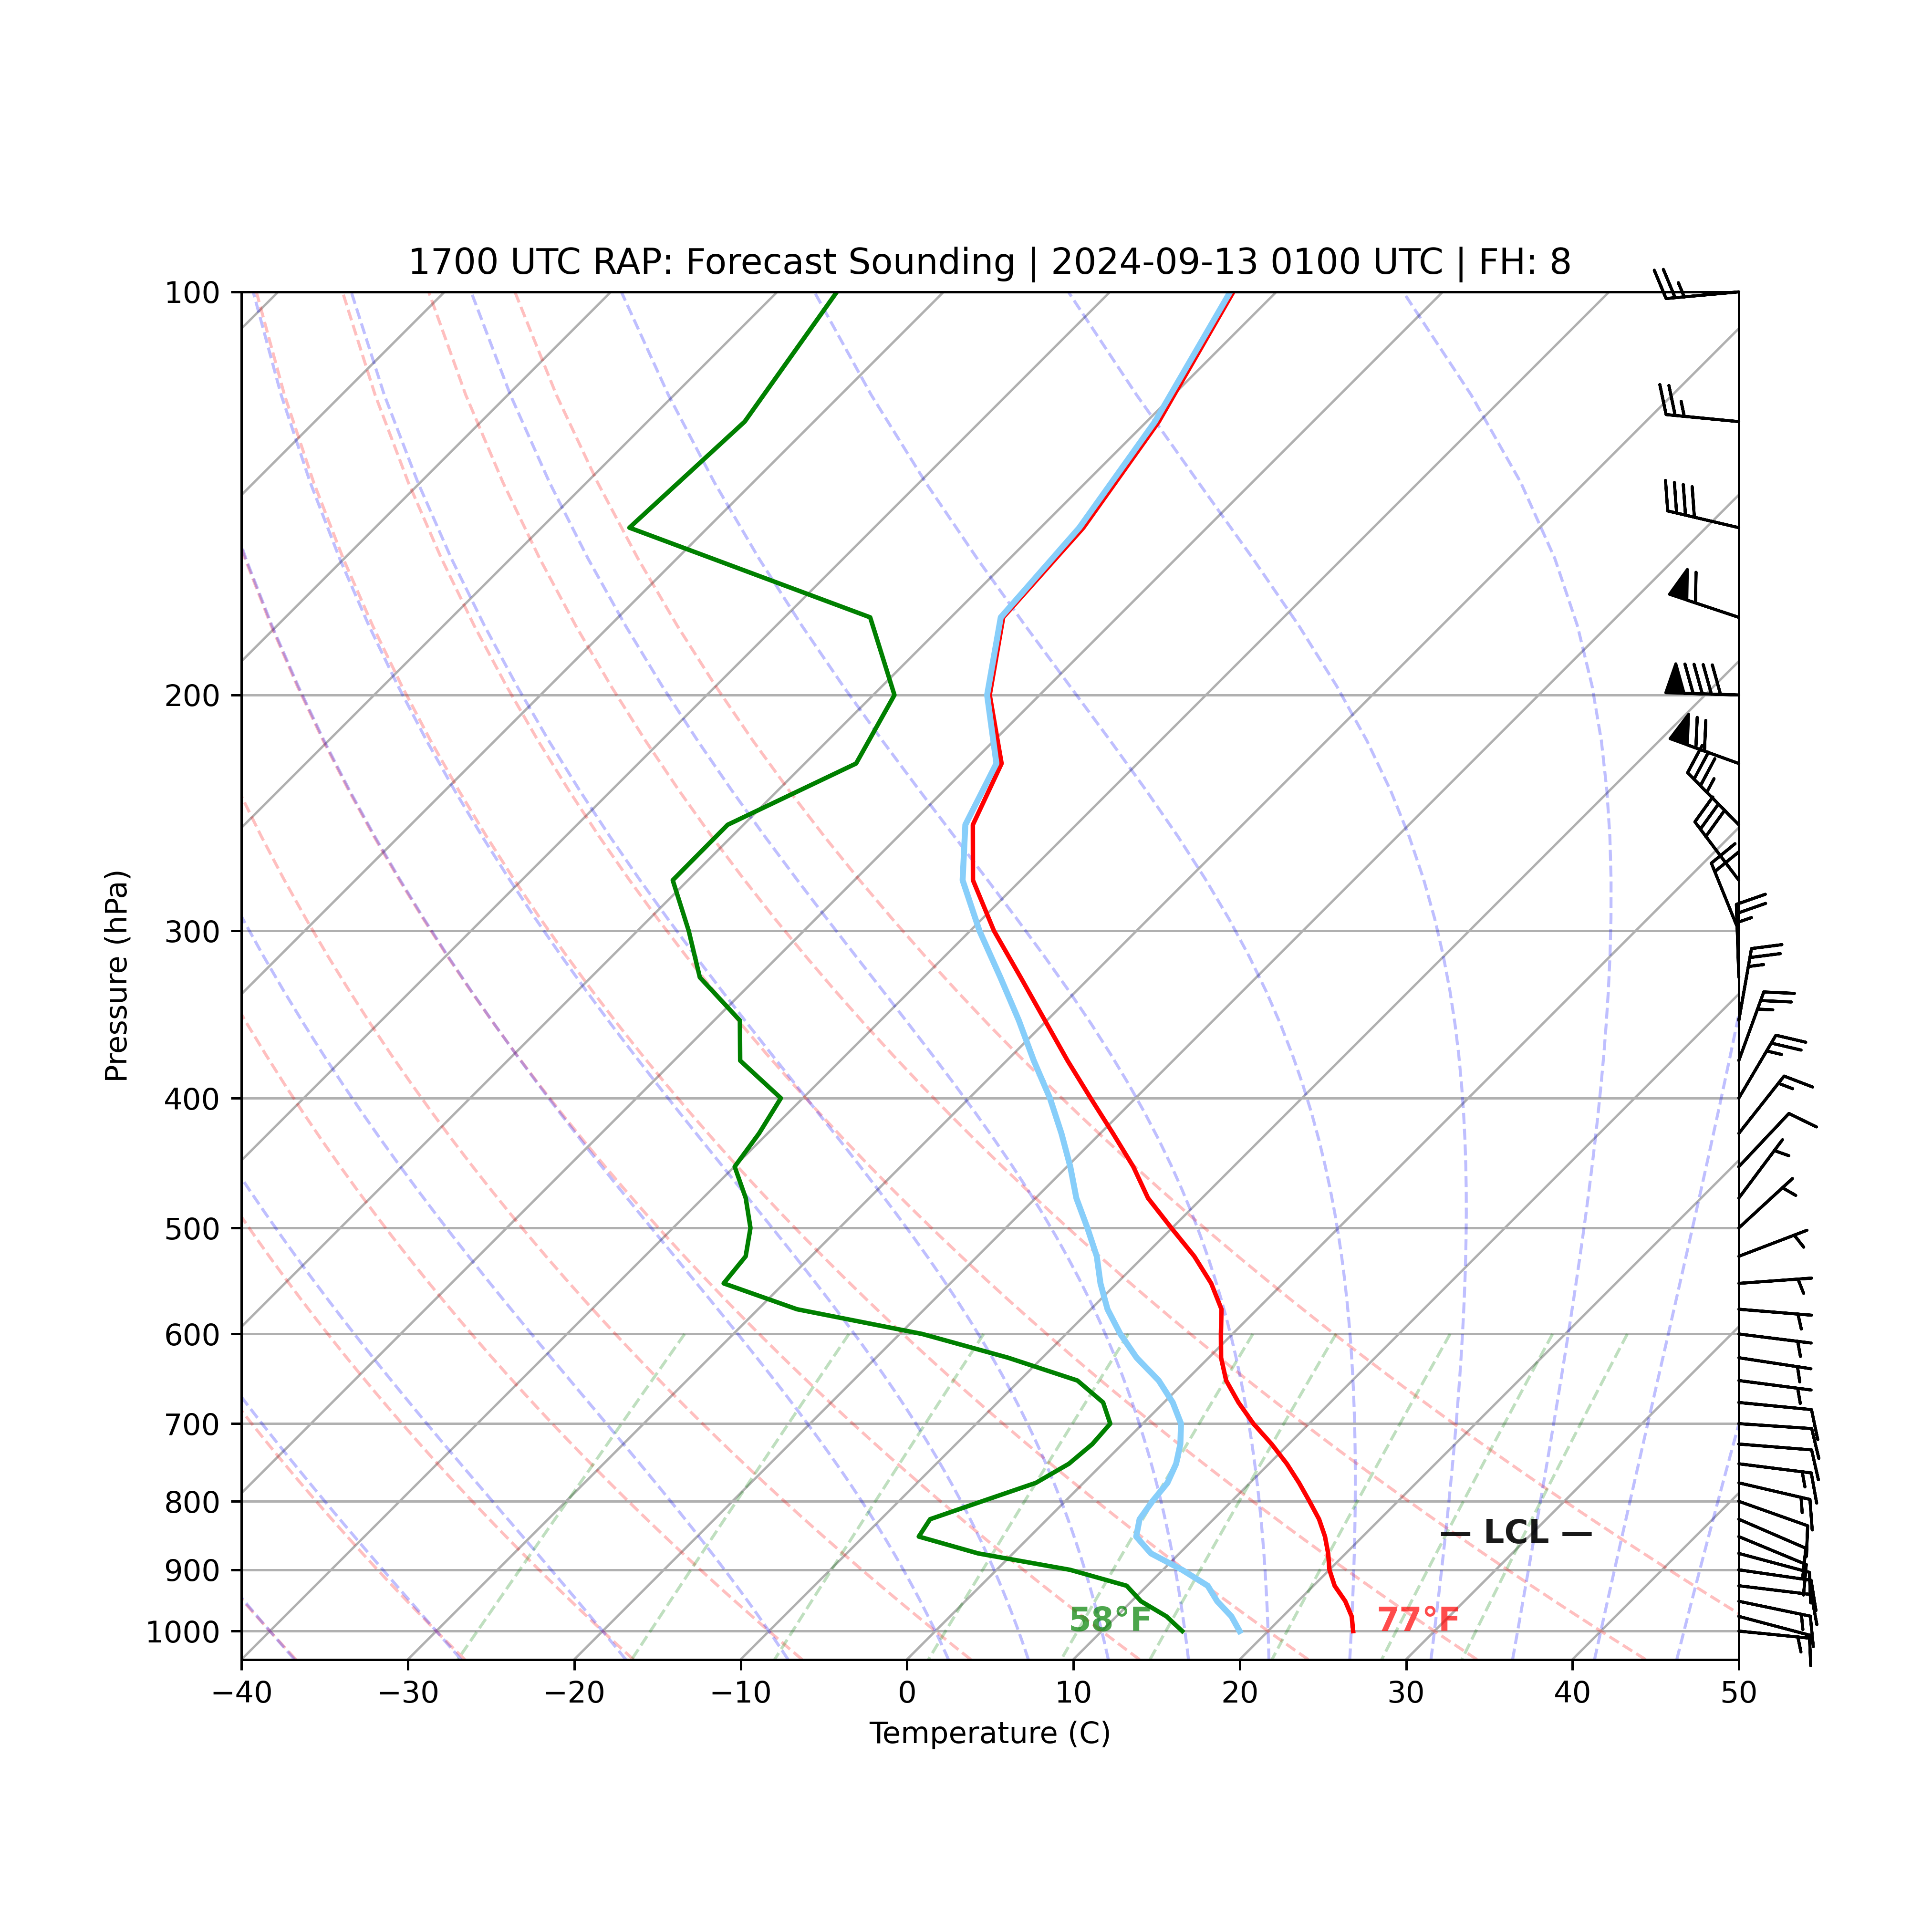 1700 UTC RAP: Forecast Sounding | 2024-09-13 0100 UTC | FH: 8
100
200
300
400
500
600
700
800
900
1000
Pressure (hPa)
— LCL —
58°F
77°F
−40 −30 −20 −10 0 10 20 30 40 50
Temperature (C)